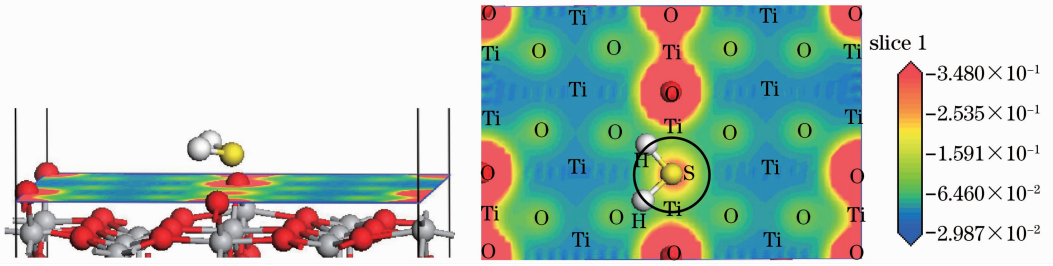 O Ti O Ti O
Ti O O Ti O O Ti
Ti O Ti
Ti O O Ti O O Ti
H
O Ti S Ti O
Ti H O O Ti O O Ti
O Ti O Ti O
slice 1
−3.480×10⁻¹
−2.535×10⁻¹
−1.591×10⁻¹
−6.460×10⁻²
−2.987×10⁻²